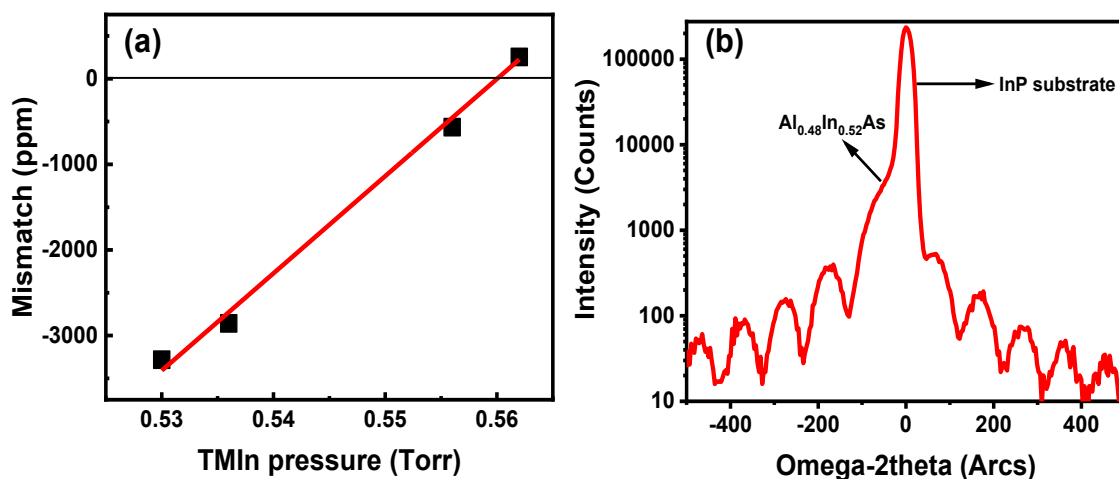 (a)
0
-1000
-2000
-3000
Mismatch (ppm)
0.53 0.54 0.55 0.56
TMIn pressure (Torr)
(b)
100000
10000
1000
100
10
Intensity (Counts)
InP substrate
Al0.48In0.52As
-400 -200 0 200 400
Omega-2theta (Arcs)